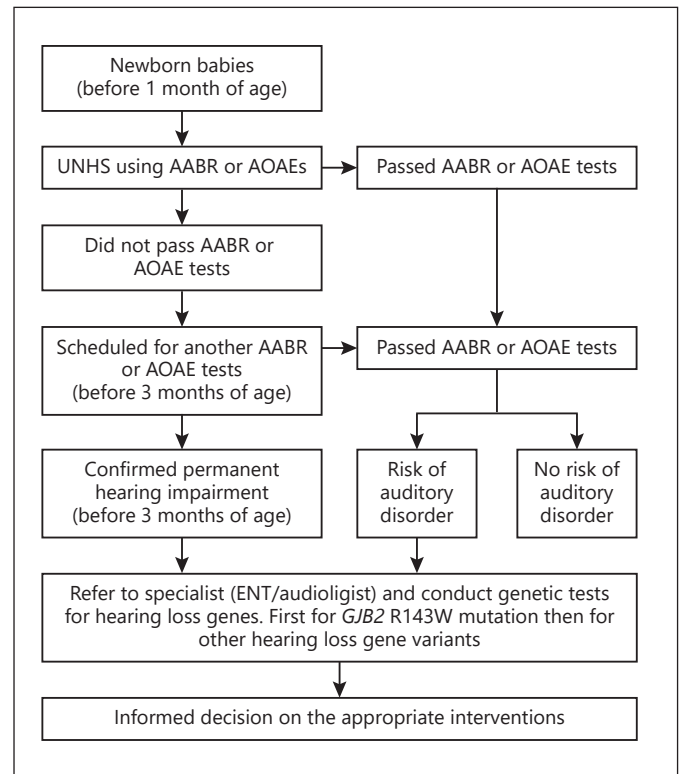 Newborn babies
(before 1 month of age)
UNHS using AABR or AOAEs
Passed AABR or AOAE tests
Did not pass AABR or
AOAE tests
Scheduled for another AABR
or AOAE tests
(before 3 months of age)
Passed AABR or AOAE tests
Confirmed permanent
hearing impairment
(before 3 months of age)
Risk of
auditory
disorder
No risk of
auditory
disorder
Refer to specialist (ENT/audioligist) and conduct genetic tests
for hearing loss genes. First for GJB2 R143W mutation then for
other hearing loss gene variants
Informed decision on the appropriate interventions